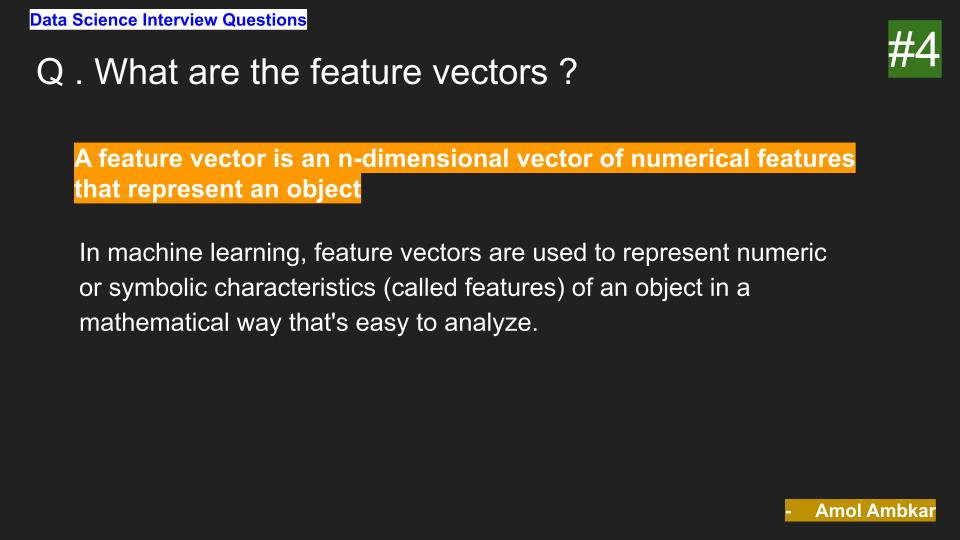 Data Science Interview Questions
#4
Q . What are the feature vectors ?
A feature vector is an n-dimensional vector of numerical features
that represent an object
In machine learning, feature vectors are used to represent numeric
or symbolic characteristics (called features) of an object in a
mathematical way that's easy to analyze.
- Amol Ambkar